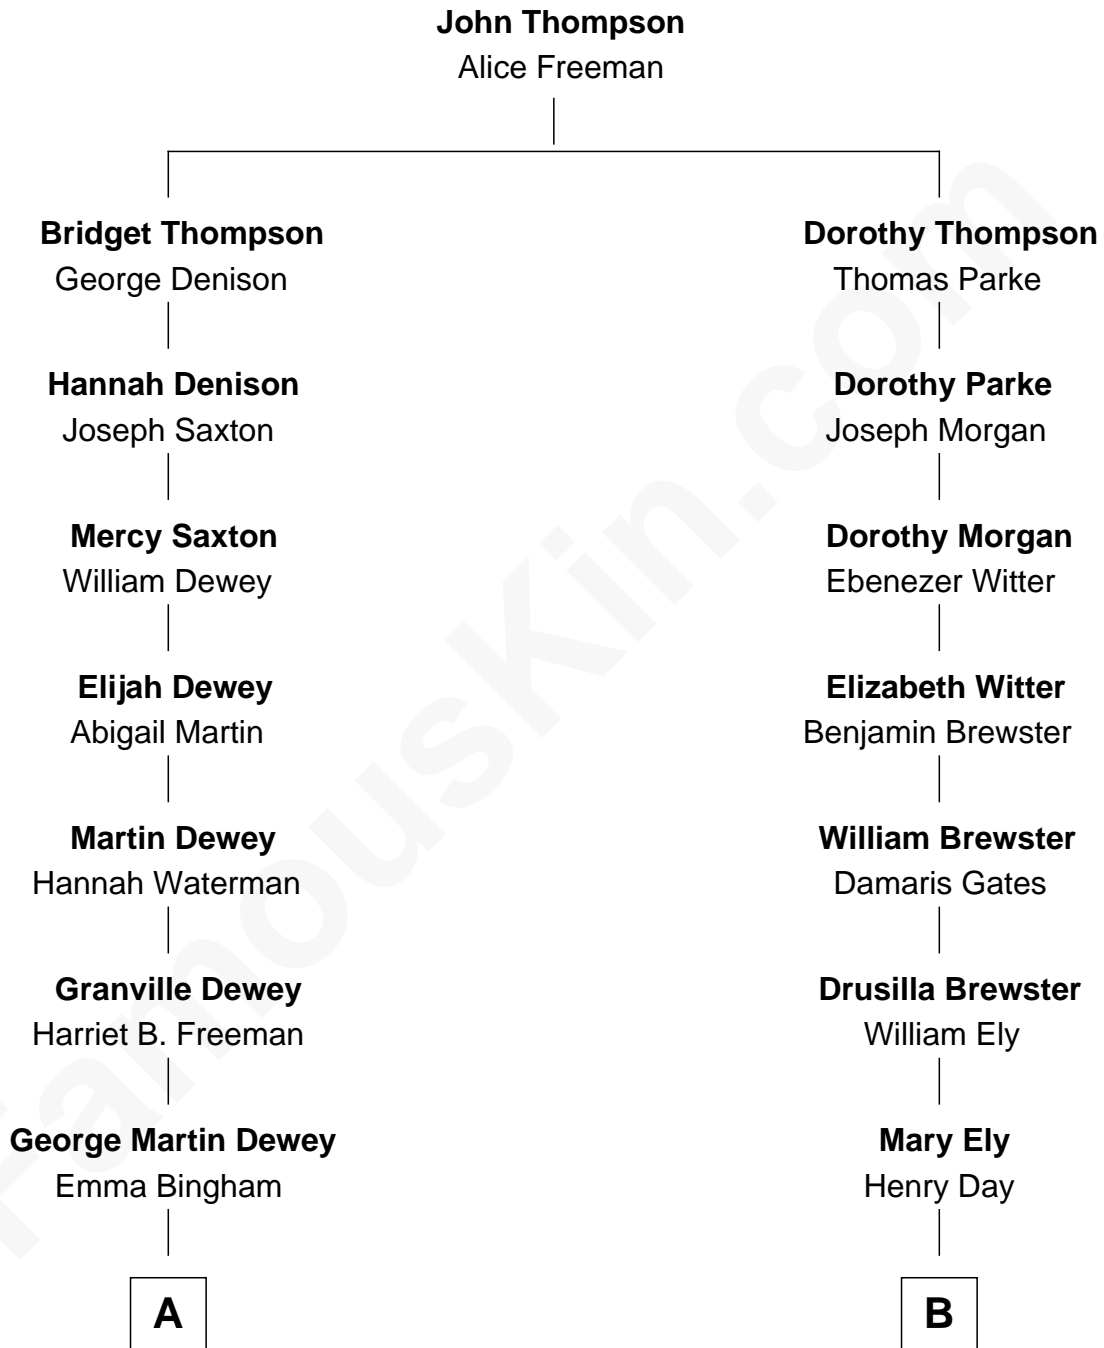 John Thompson
Alice Freeman
Bridget Thompson
George Denison
Dorothy Thompson
Thomas Parke
Hannah Denison
Joseph Saxton
Dorothy Parke
Joseph Morgan
Mercy Saxton
William Dewey
Dorothy Morgan
Ebenezer Witter
Elijah Dewey
Abigail Martin
Elizabeth Witter
Benjamin Brewster
Martin Dewey
Hannah Waterman
William Brewster
Damaris Gates
Granville Dewey
Harriet B. Freeman
Drusilla Brewster
William Ely
George Martin Dewey
Emma Bingham
Mary Ely
Henry Day
A
B
FamousKin.com